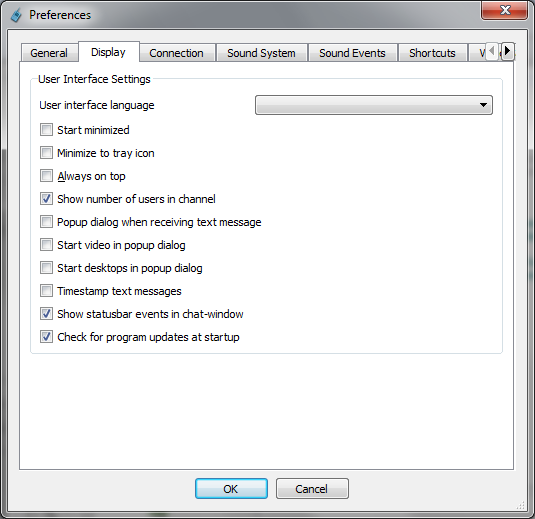 Preferences
General Display Connection Sound System Sound Events Shortcuts
User Interface Settings
User interface language
Start minimized
Minimize to tray icon
Always on top
Show number of users in channel
Popup dialog when receiving text message
Start video in popup dialog
Start desktops in popup dialog
Timestamp text messages
Show statusbar events in chat-window
Check for program updates at startup
OK Cancel